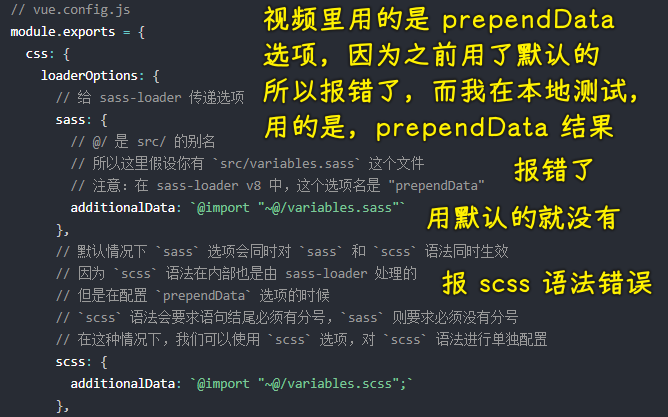 // vue.config.js
module.exports = {
css: {
loaderOptions: {
// 给 sass-loader 传递选项
sass: {
// @/ 是 src/ 的别名
// 所以这里假设你有 `src/variables.sass` 这个文件
// 注意：在 sass-loader v8 中，这个选项名是 "prependData"
additionalData: `@import "~@/variables.sass"`
},
// 默认情况下 `sass` 选项会同时对 `sass` 和 `scss` 语法同时生效
// 因为 `scss` 语法在内部也是由 sass-loader 处理的
// 但是在配置 `prependData` 选项的时候
// `scss` 语法会要求语句结尾必须有分号，`sass` 则要求必须没有分号
// 在这种情况下，我们可以使用 `scss` 选项，对 `scss` 语法进行单独配置
scss: {
additionalData: `@import "~@/variables.scss";`
},
视频里用的是 prependData
选项，因为之前用了默认的
所以报错了，而我在本地测试，
用的是，prependData 结果
报错了
用默认的就没有
报 scss 语法错误